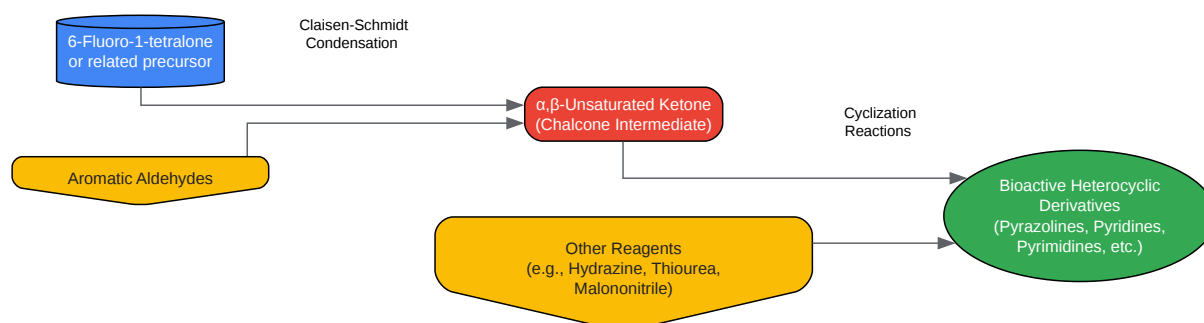 6-Fluoro-1-tetralone
or related precursor
Claisen-Schmidt
Condensation
Aromatic Aldehydes
α,β-Unsaturated Ketone
(Chalcone Intermediate)
Cyclization
Reactions
Other Reagents
(e.g., Hydrazine, Thiourea,
Malononitrile)
Bioactive Heterocyclic
Derivatives
(Pyrazolines, Pyridines,
Pyrimidines, etc.)